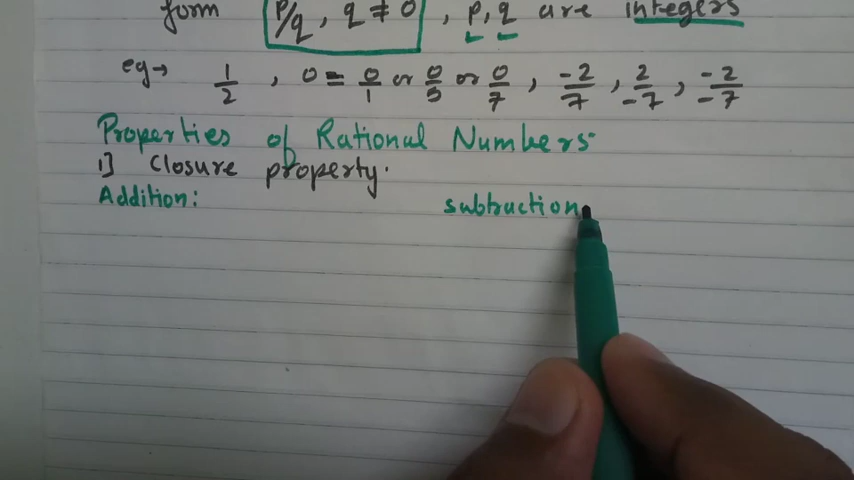 form p/q, q ≠ 0, p, q are integers
eg→ 1/2, 0 = 0/1 or 0/5 or 0/7, -2/7, 2/-7, -2/-7
Properties of Rational Numbers
1] Closure property.
Addition: subtraction